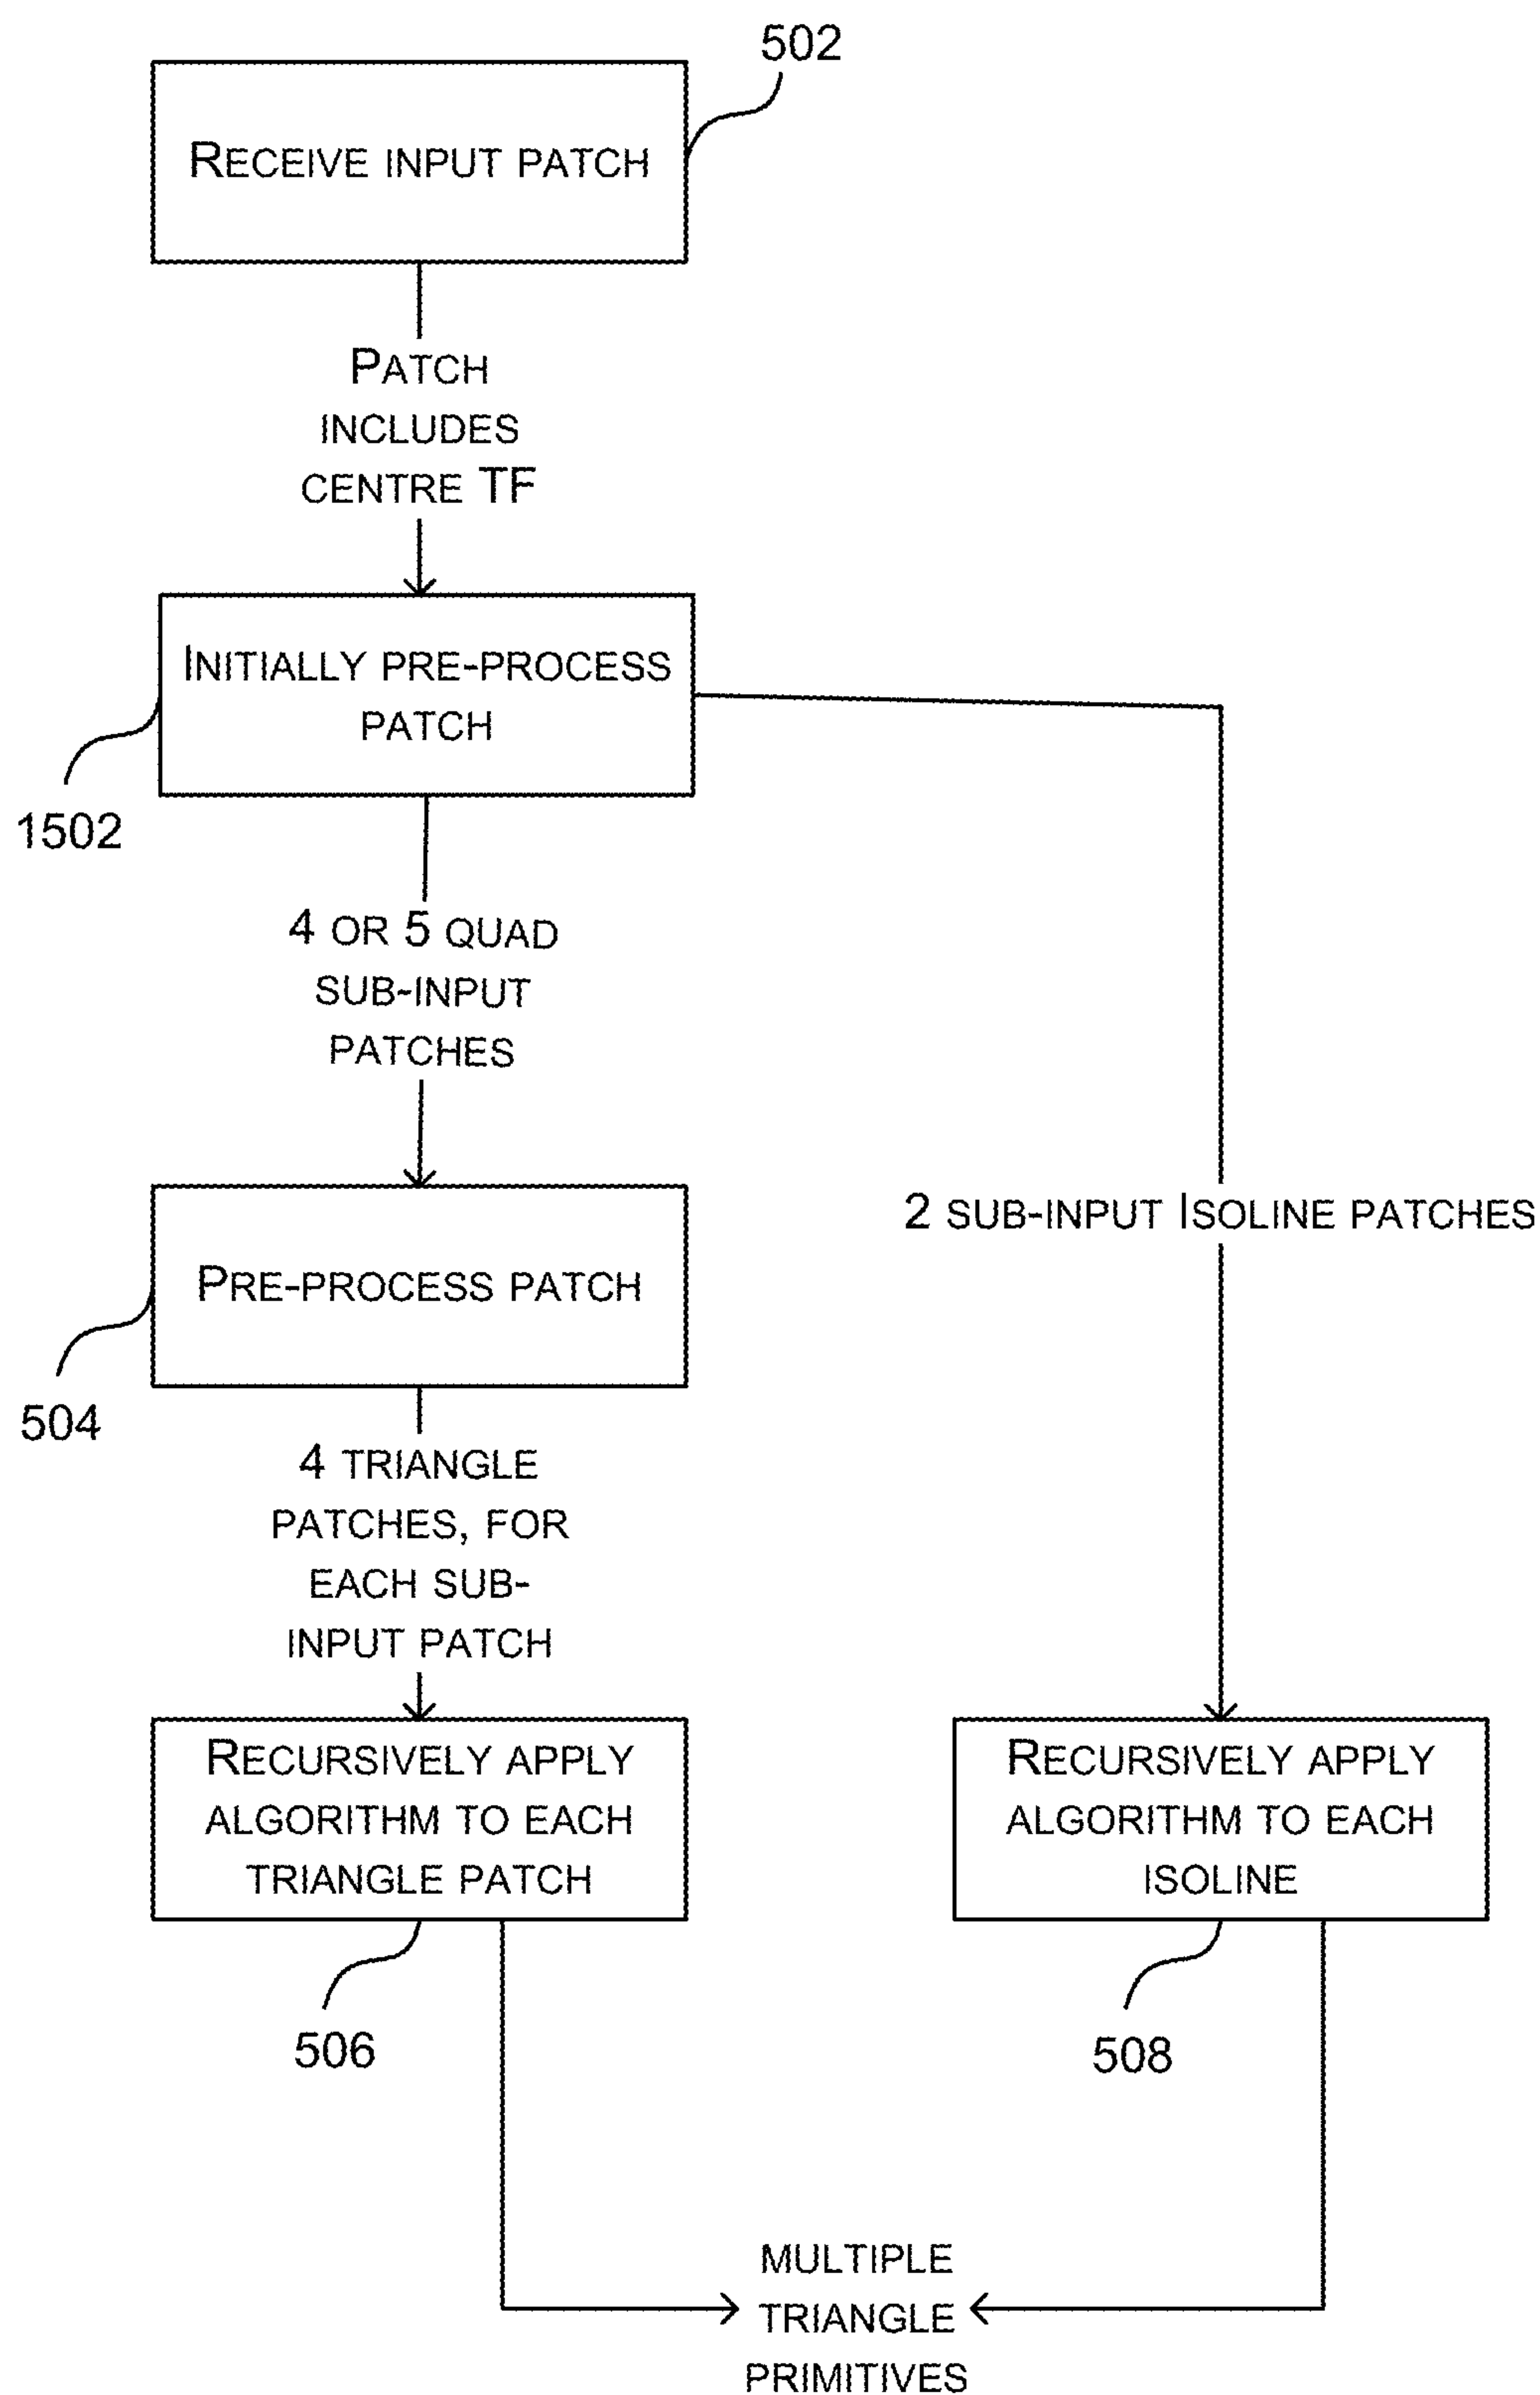 502
RECEIVE INPUT PATCH
PATCH
INCLUDES
CENTRE TF
INITIALLY PRE-PROCESS
PATCH
1502
4 OR 5 QUAD
SUB-INPUT
PATCHES
2 SUB-INPUT ISOLINE PATCHES
PRE-PROCESS PATCH
504
4 TRIANGLE
PATCHES, FOR
EACH SUB-
INPUT PATCH
RECURSIVELY APPLY
ALGORITHM TO EACH
TRIANGLE PATCH
RECURSIVELY APPLY
ALGORITHM TO EACH
ISOLINE
506
508
MULTIPLE
TRIANGLE
PRIMITIVES